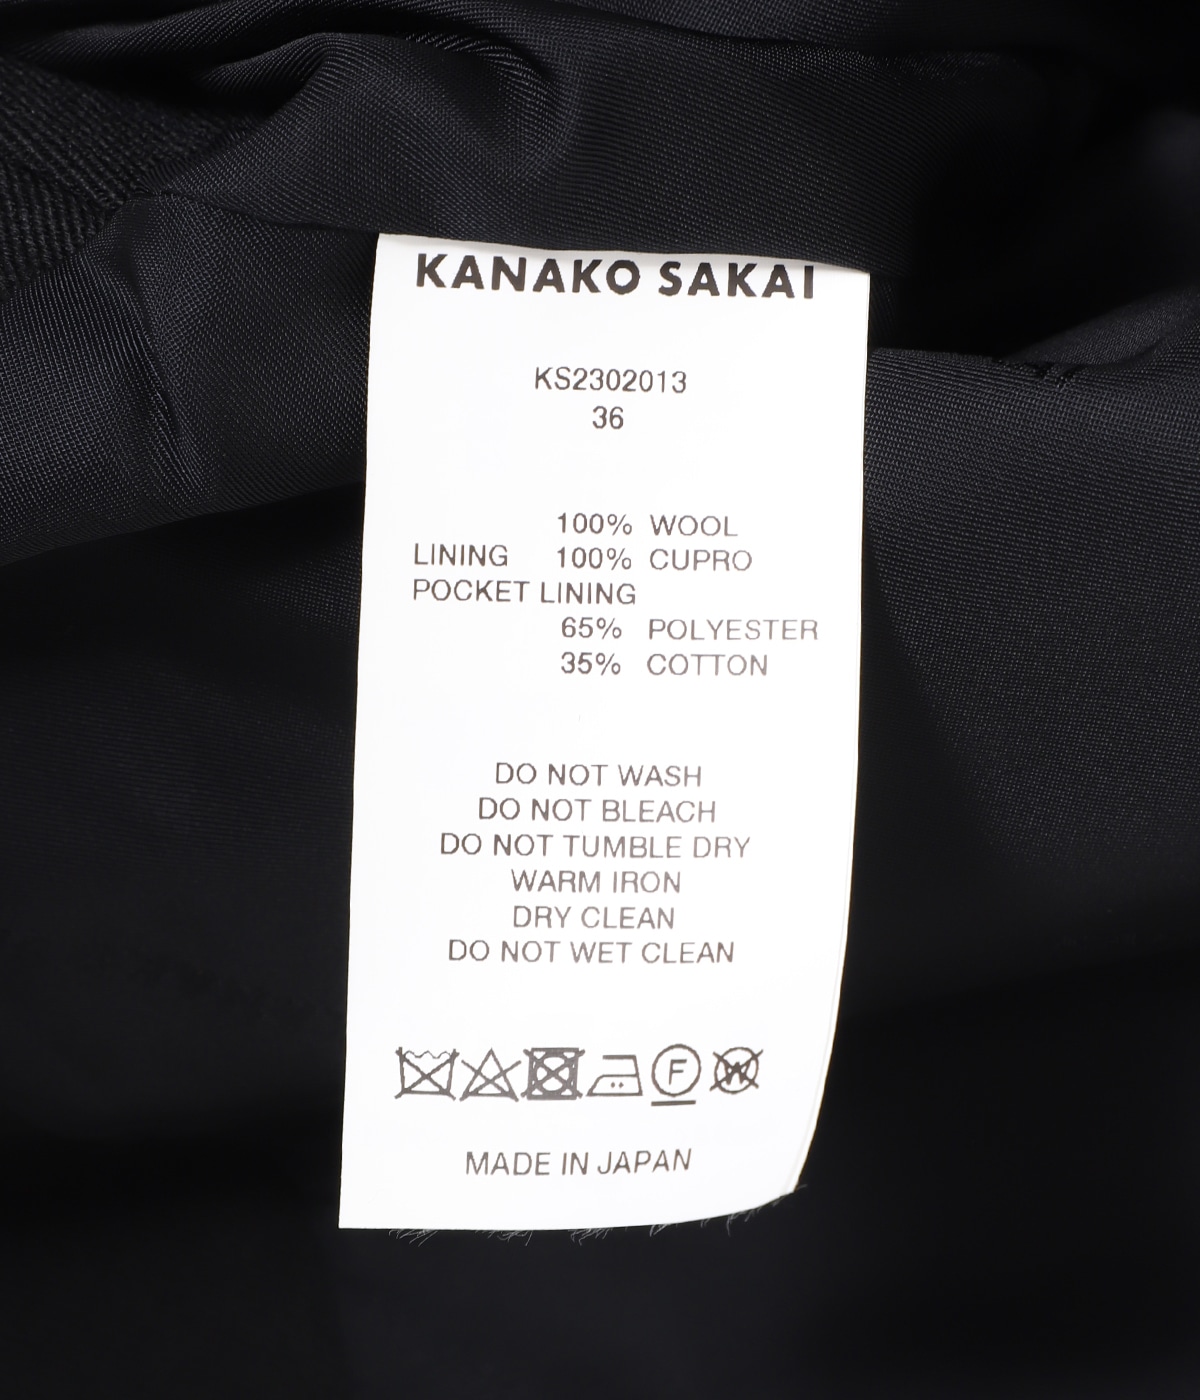 KANAKO SAKAI
KS2302013
36
100% WOOL
LINING 100% CUPRO
POCKET LINING
65% POLYESTER
35% COTTON
DO NOT WASH
DO NOT BLEACH
DO NOT TUMBLE DRY
WARM IRON
DRY CLEAN
DO NOT WET CLEAN
F W
MADE IN JAPAN